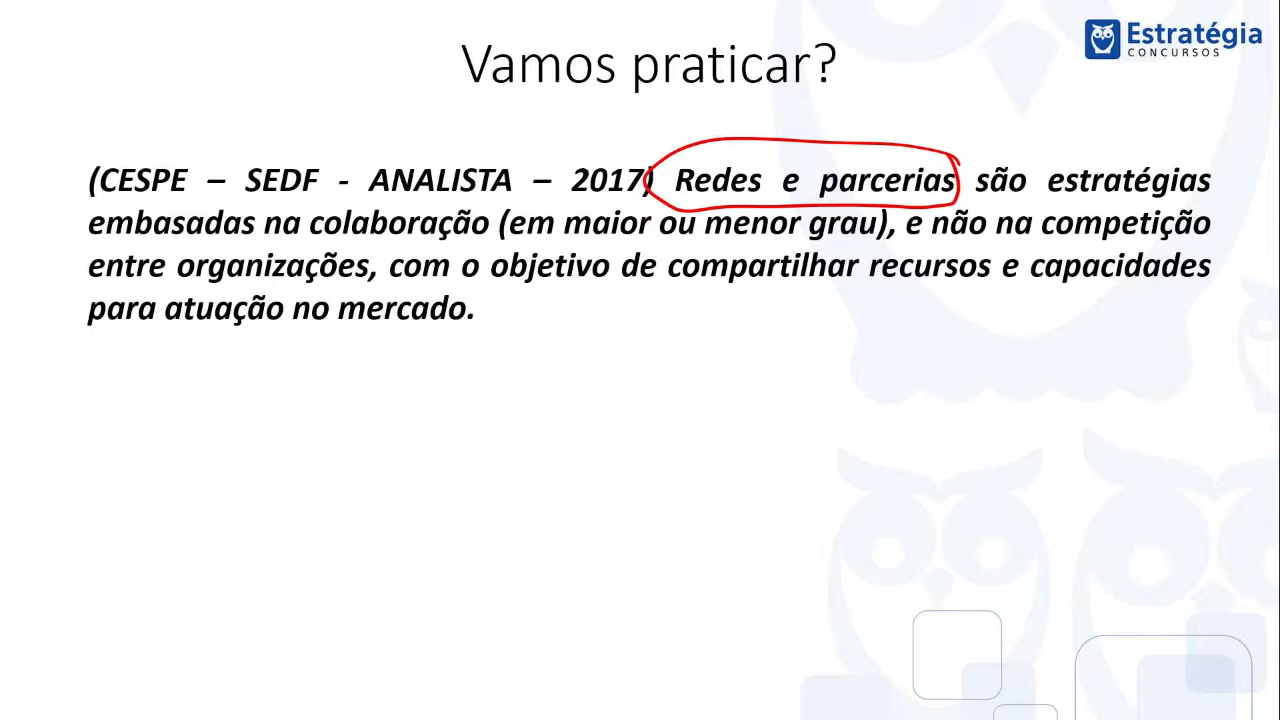 Estratégia
CONCURSOS
Vamos praticar?
(CESPE – SEDF - ANALISTA – 2017) Redes e parcerias são estratégias
embasadas na colaboração (em maior ou menor grau), e não na competição
entre organizações, com o objetivo de compartilhar recursos e capacidades
para atuação no mercado.